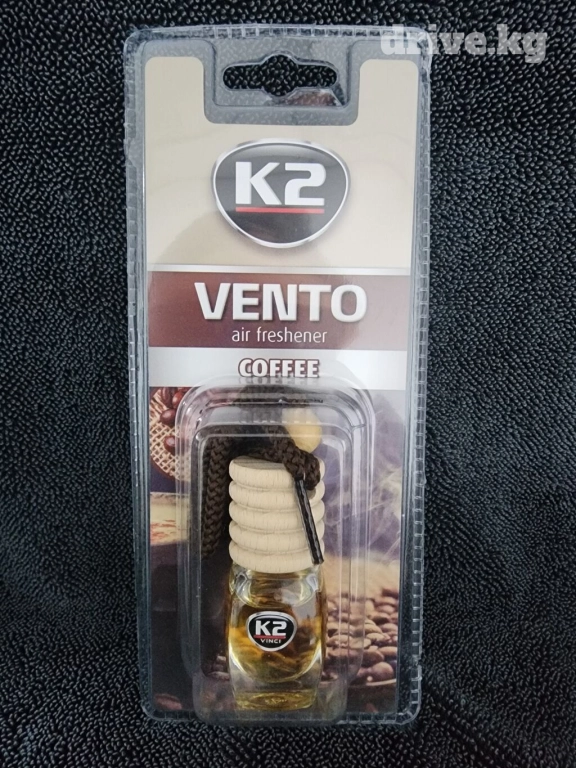 drive.kg
K2
VENTO
air freshener
COFFEE
K2
VINCI